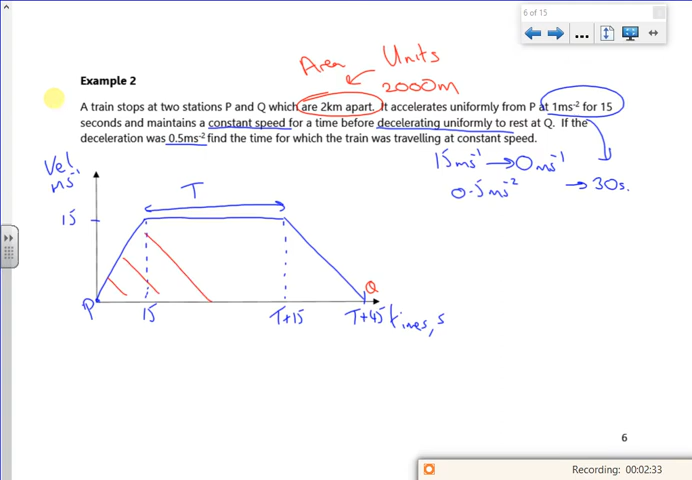 6 of 15
...
Area
Units
2000m
Example 2
A train stops at two stations P and Q which are 2km apart. It accelerates uniformly from P at 1ms⁻² for 15
seconds and maintains a constant speed for a time before decelerating uniformly to rest at Q. If the
deceleration was 0.5ms⁻² find the time for which the train was travelling at constant speed.
15ms⁻¹ → 0ms⁻¹
0.5ms⁻² → 30s.
Vel
ms⁻¹
T
15
P
Q
15
T+15
T+45
times, s
6
Recording: 00:02:33